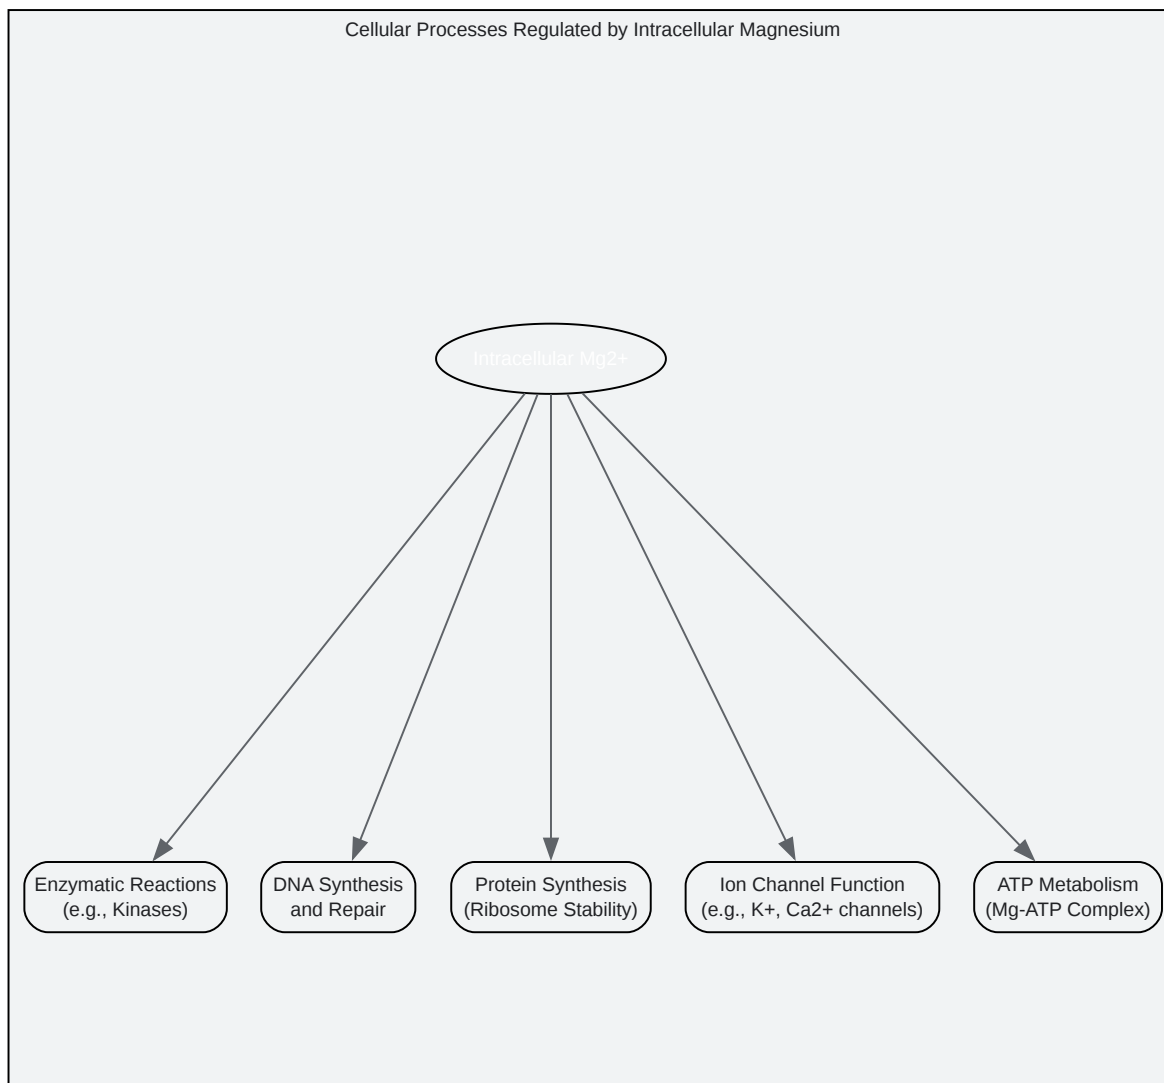 Cellular Processes Regulated by Intracellular Magnesium
Intracellular Mg2+
Enzymatic Reactions
(e.g., Kinases)
DNA Synthesis
and Repair
Protein Synthesis
(Ribosome Stability)
Ion Channel Function
(e.g., K+, Ca2+ channels)
ATP Metabolism
(Mg-ATP Complex)